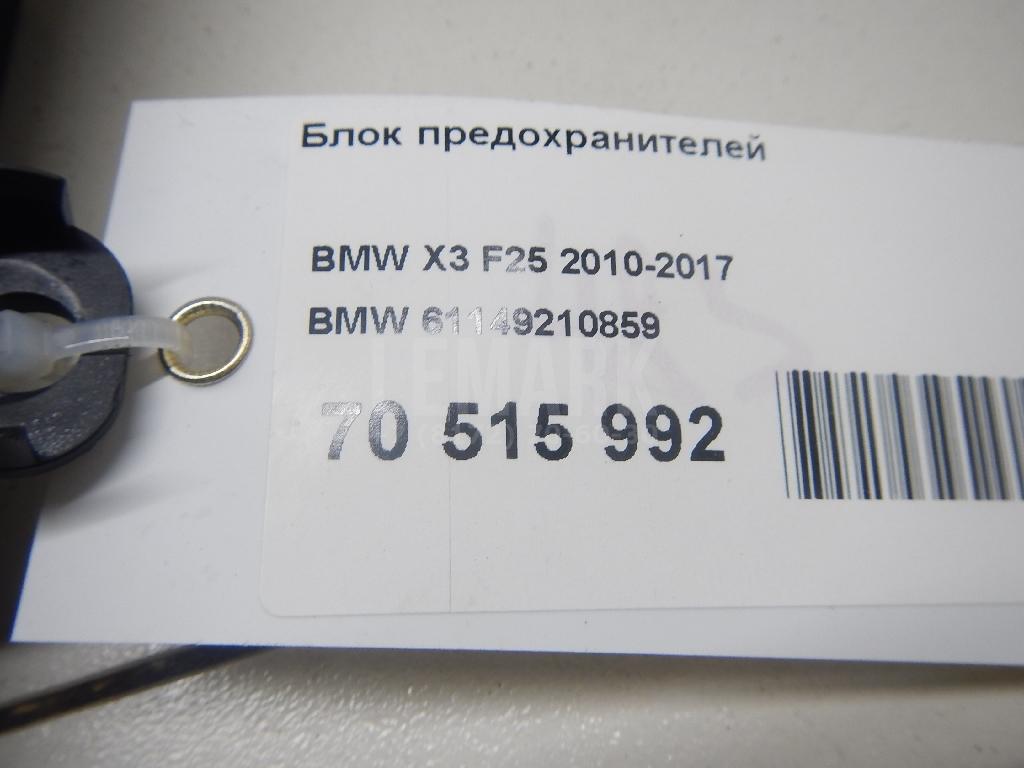 Блок предохранителей
BMW X3 F25 2010-2017
BMW 61149210859
LEMARK
70 515 992